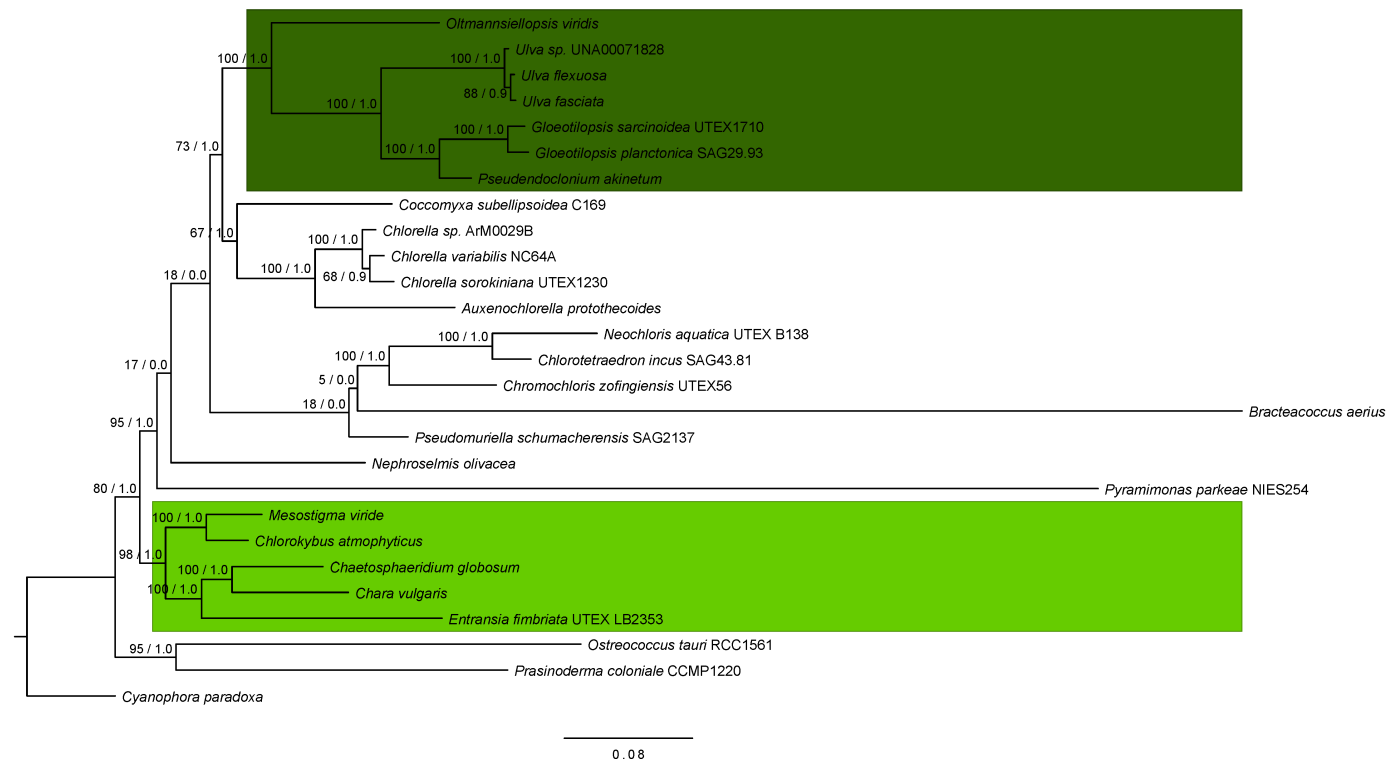 Oltmannsiellopsis viridis
Ulva sp. UNA00071828
100 / 1.0
100 / 1.0
Ulva flexuosa
88 / 0.9
Ulva fasciata
100 / 1.0
Gloeotilopsis sarcinoidea UTEX1710
100 / 1.0
73 / 1.0
100 / 1.0
Gloeotilopsis planctonica SAG29.93
Pseudendoclonium akinetum
Coccomyxa subellipsoidea C169
Chlorella sp. ArM0029B
67 / 1.0
100 / 1.0
Chlorella variabilis NC64A
18 / 0.0
100 / 1.0
68 / 0.9
Chlorella sorokiniana UTEX1230
Auxenochlorella protothecoides
Neochloris aquatica UTEX B138
100 / 1.0
100 / 1.0
Chlorotetraedron incus SAG43.81
17 / 0.0
5 / 0.0
Chromochloris zofingiensis UTEX56
18 / 0.0
Bracteacoccus aerius
95 / 1.0
Pseudomuriella schumacherensis SAG2137
Nephroselmis olivacea
80 / 1.0
Pyramimonas parkeae NIES254
100 / 1.0
Mesostigma viride
Chlorokybus atmophyticus
98 / 1.0
100 / 1.0
Chaetosphaeridium globosum
100 / 1.0
Chara vulgaris
Entransia fimbriata UTEX LB2353
95 / 1.0
Ostreococcus tauri RCC1561
Prasinoderma coloniale CCMP1220
Cyanophora paradoxa
0.08